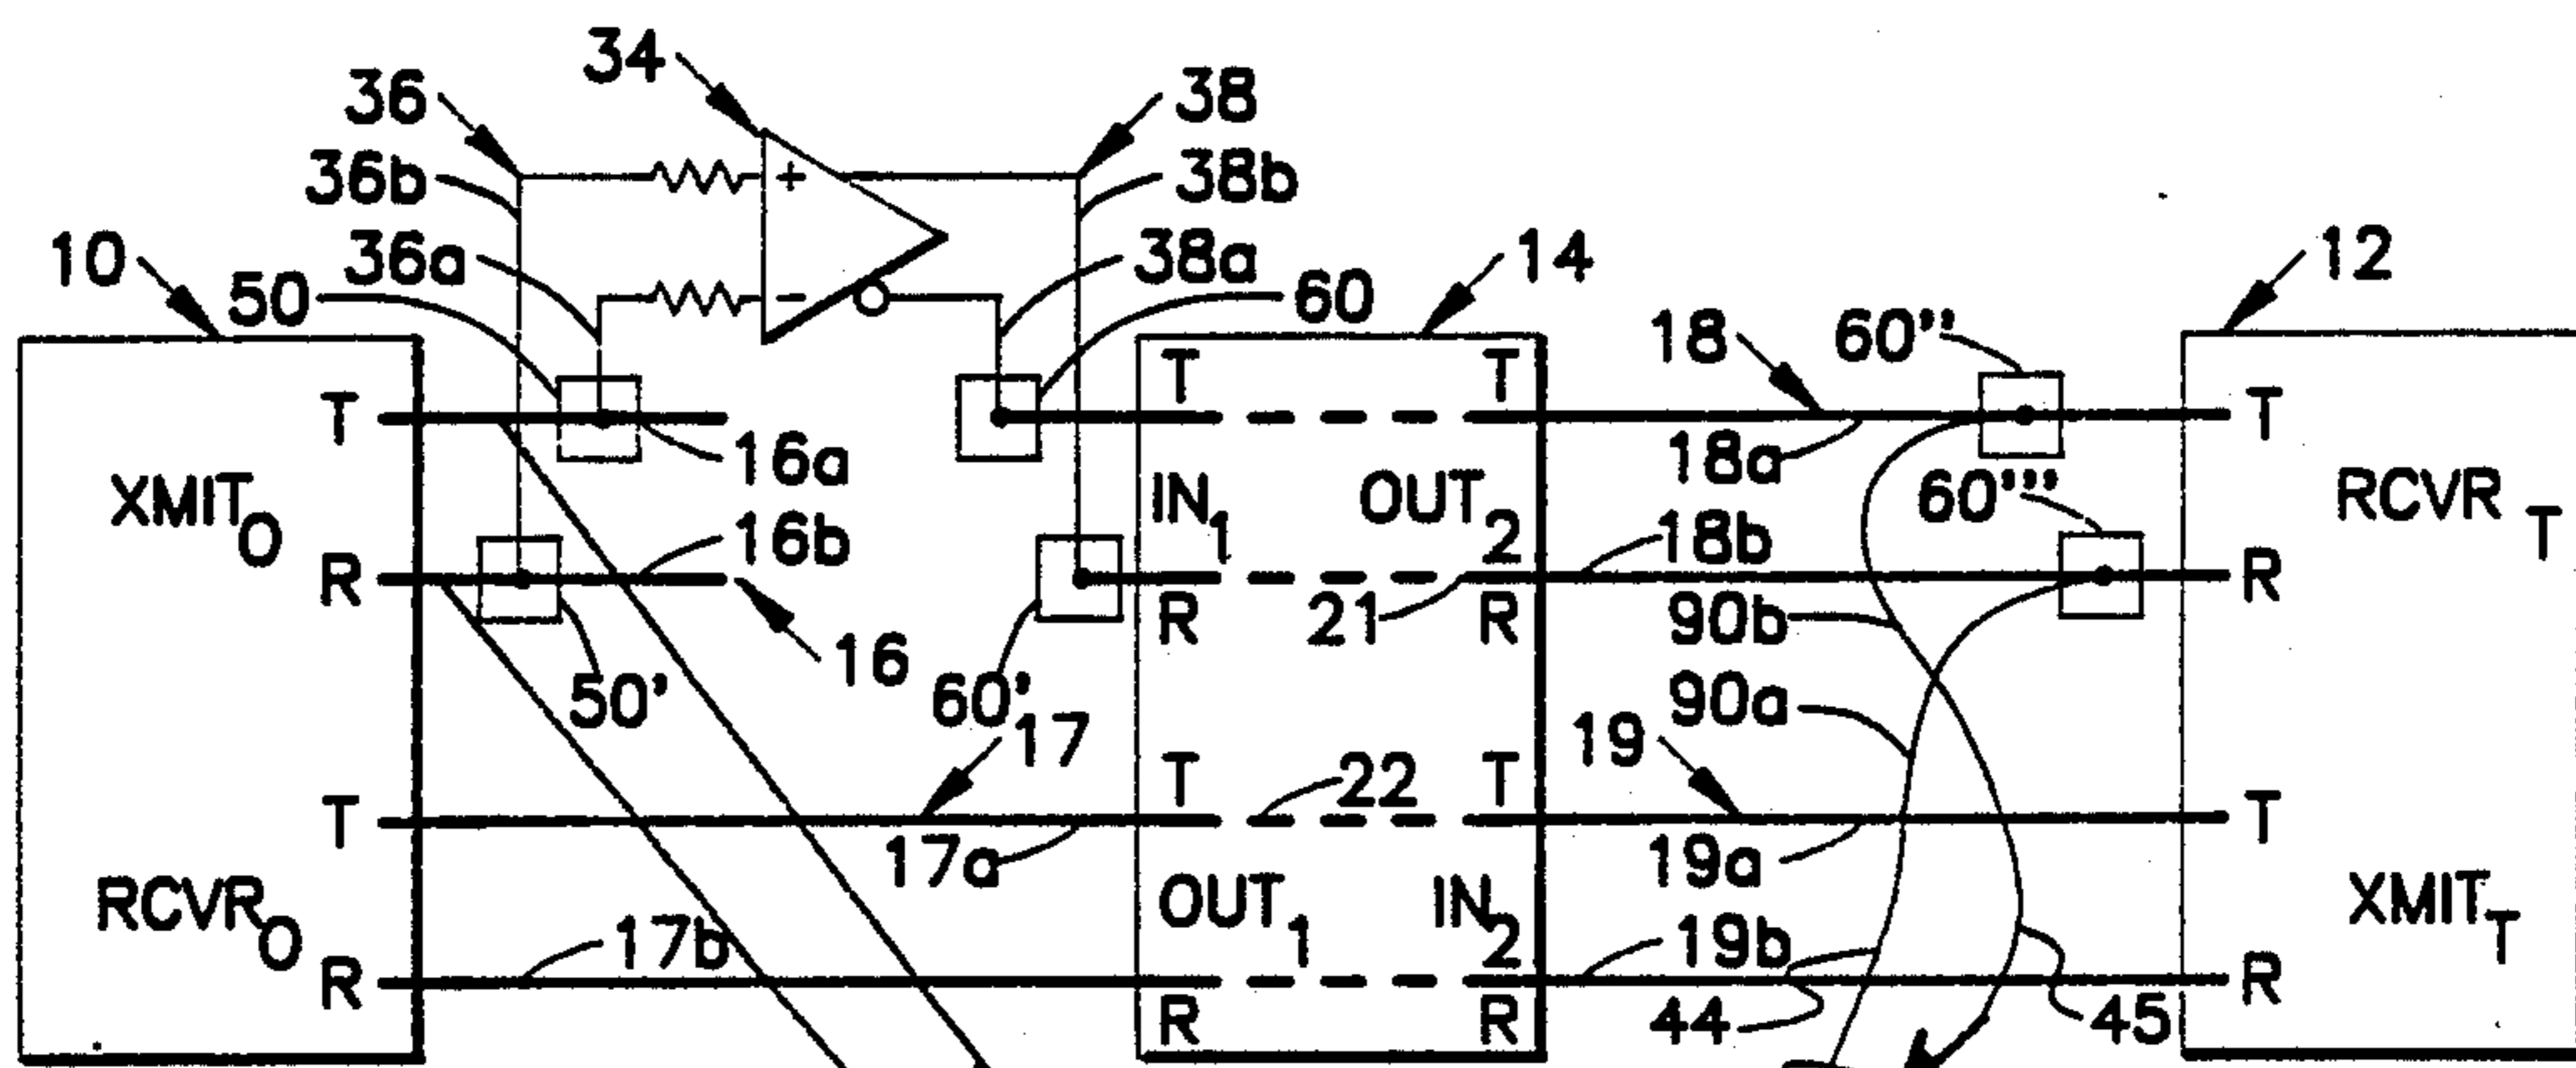 34
36
38
36b
38b
10
36a
38a
14
12
50
60
18
60''
T
T
T
T
16a
18a
XMIT₀
IN₁
OUT₂
60'''
RCVR_T
R
16b
18b
R
R
21
R
90b
16
50'
60'
90a
17
19
T
T
22
T
T
17a
19a
RCVR₀
OUT₁
IN₂
XMIT_T
17b
19b
R
R
R
R
44
45
+
-